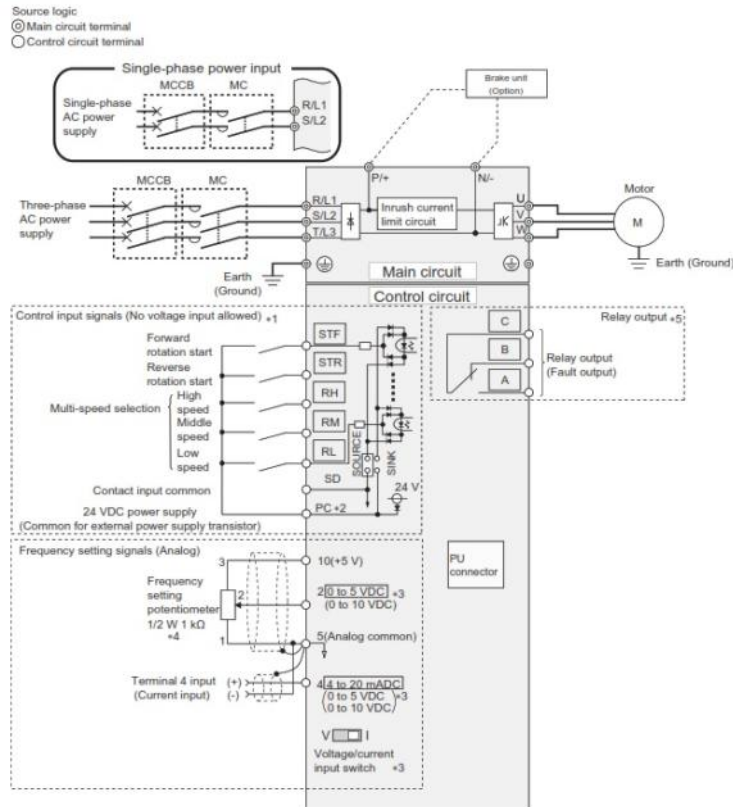 Source logic
Main circuit terminal
Control circuit terminal
Single-phase power input
MCCB MC
Single-phase
AC power
supply
R/L1
S/L2
Brake unit
(Option)
P/+ N/-
MCCB MC
Three-phase
AC power
supply
R/L1
S/L2
T/L3
Inrush current
limit circuit
U
V
W
Motor
M
Earth
(Ground)
Earth (Ground)
Main circuit
Control circuit
Control input signals (No voltage input allowed) *1
Forward
rotation start
Reverse
rotation start
Multi-speed selection
High
speed
Middle
speed
Low
speed
STF
STR
RH
RM
RL
SD
SOURCE
SINK
Contact input common
24 VDC power supply
(Common for external power supply transistor)
PC *2
24 V
C
B
A
Relay output *5
Relay output
(Fault output)
Frequency setting signals (Analog)
Frequency
setting
potentiometer
1/2 W 1 kΩ
*4
3
2
1
10(+5 V)
2 0 to 5 VDC *3
(0 to 10 VDC)
5(Analog common)
Terminal 4 input (+)
(Current input) (-)
4 4 to 20 mADC
(0 to 5 VDC *3
0 to 10 VDC)
V I
Voltage/current
input switch *3
PU
connector